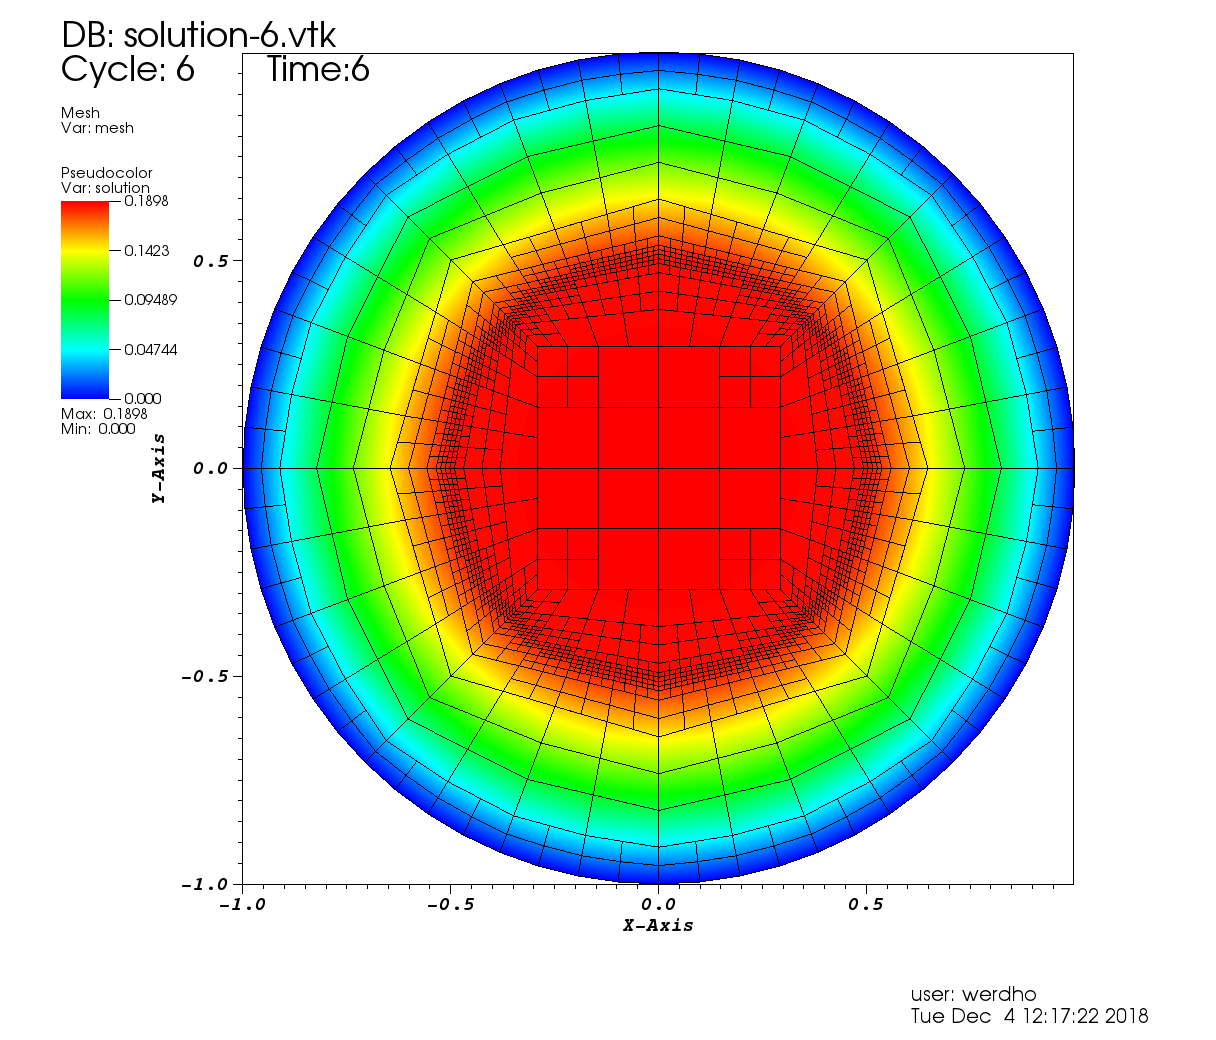 DB: solution-6.vtk
Cycle: 6 Time:6
Mesh
Var: mesh
Pseudocolor
Var: solution
0.1898
0.1423
0.09489
0.04744
0.000
Max: 0.1898
Min: 0.000
Y-Axis
0.5
0.0
-0.5
-1.0
-1.0 -0.5 0.0 0.5
X-Axis
user: werdho
Tue Dec 4 12:17:22 2018